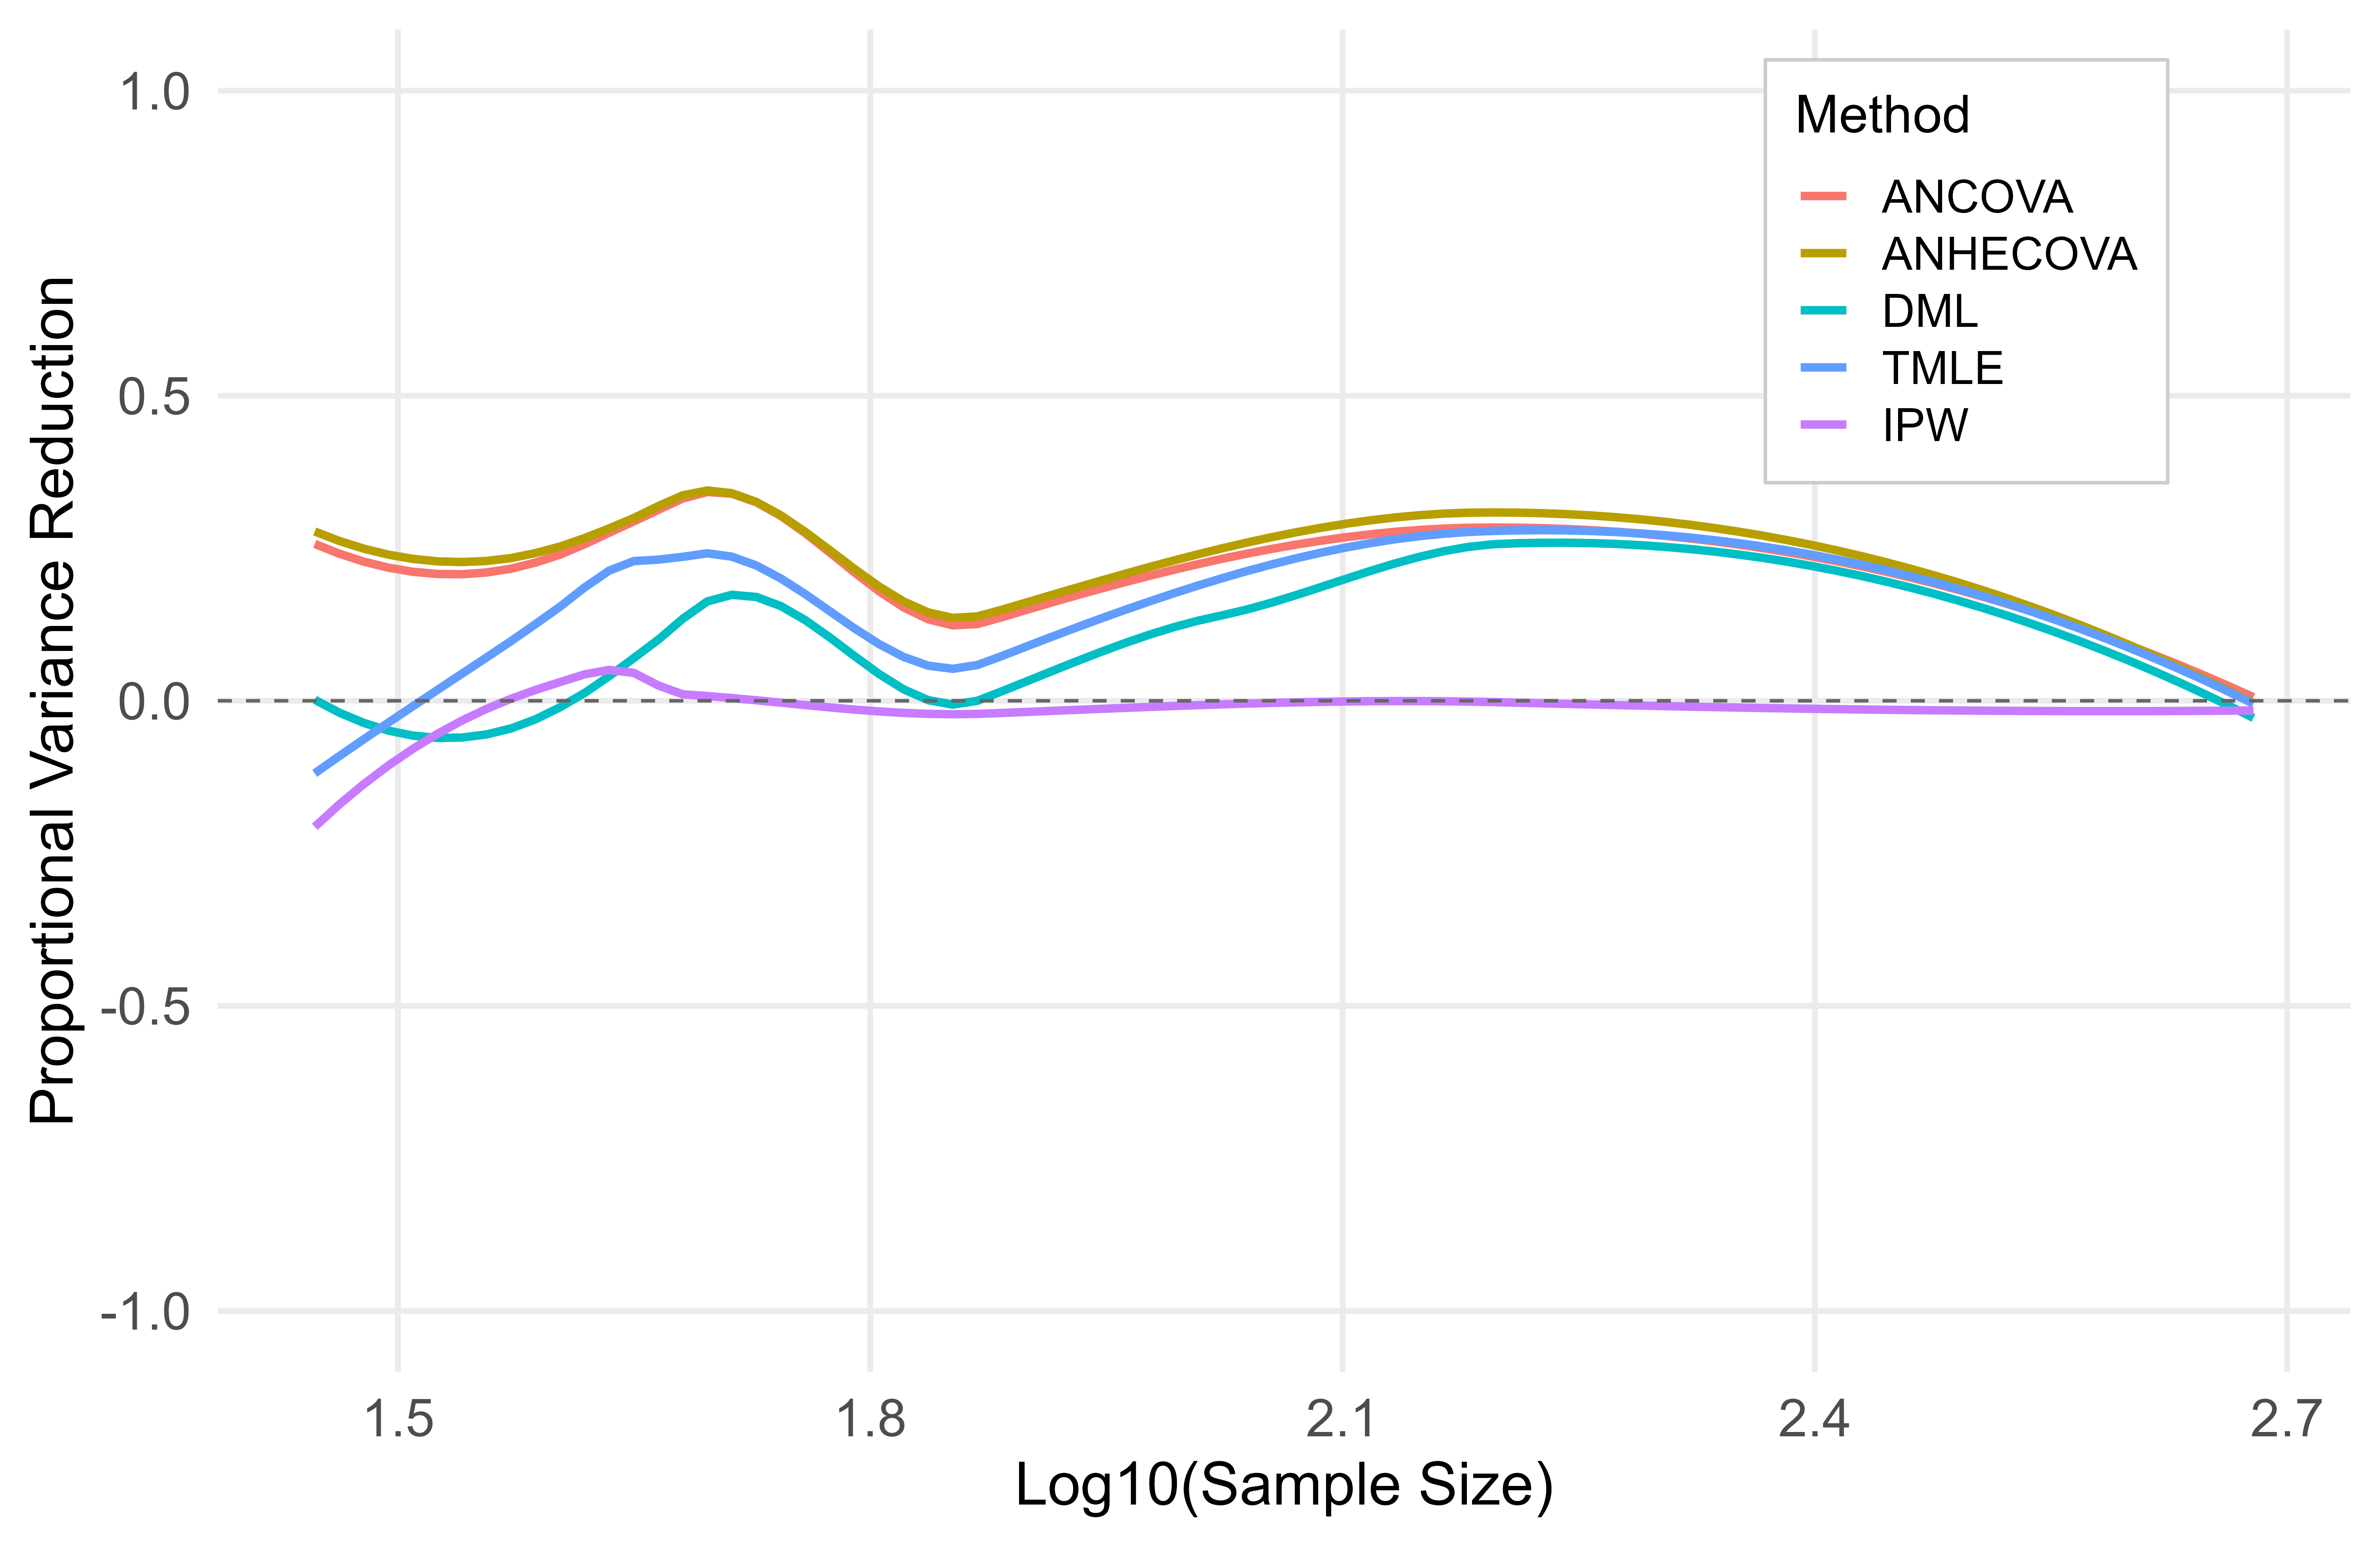 Proportional Variance Reduction
1.0
0.5
0.0
-0.5
-1.0
Method
ANCOVA
ANHECOVA
DML
TMLE
IPW
1.5 1.8 2.1 2.4 2.7
Log10(Sample Size)